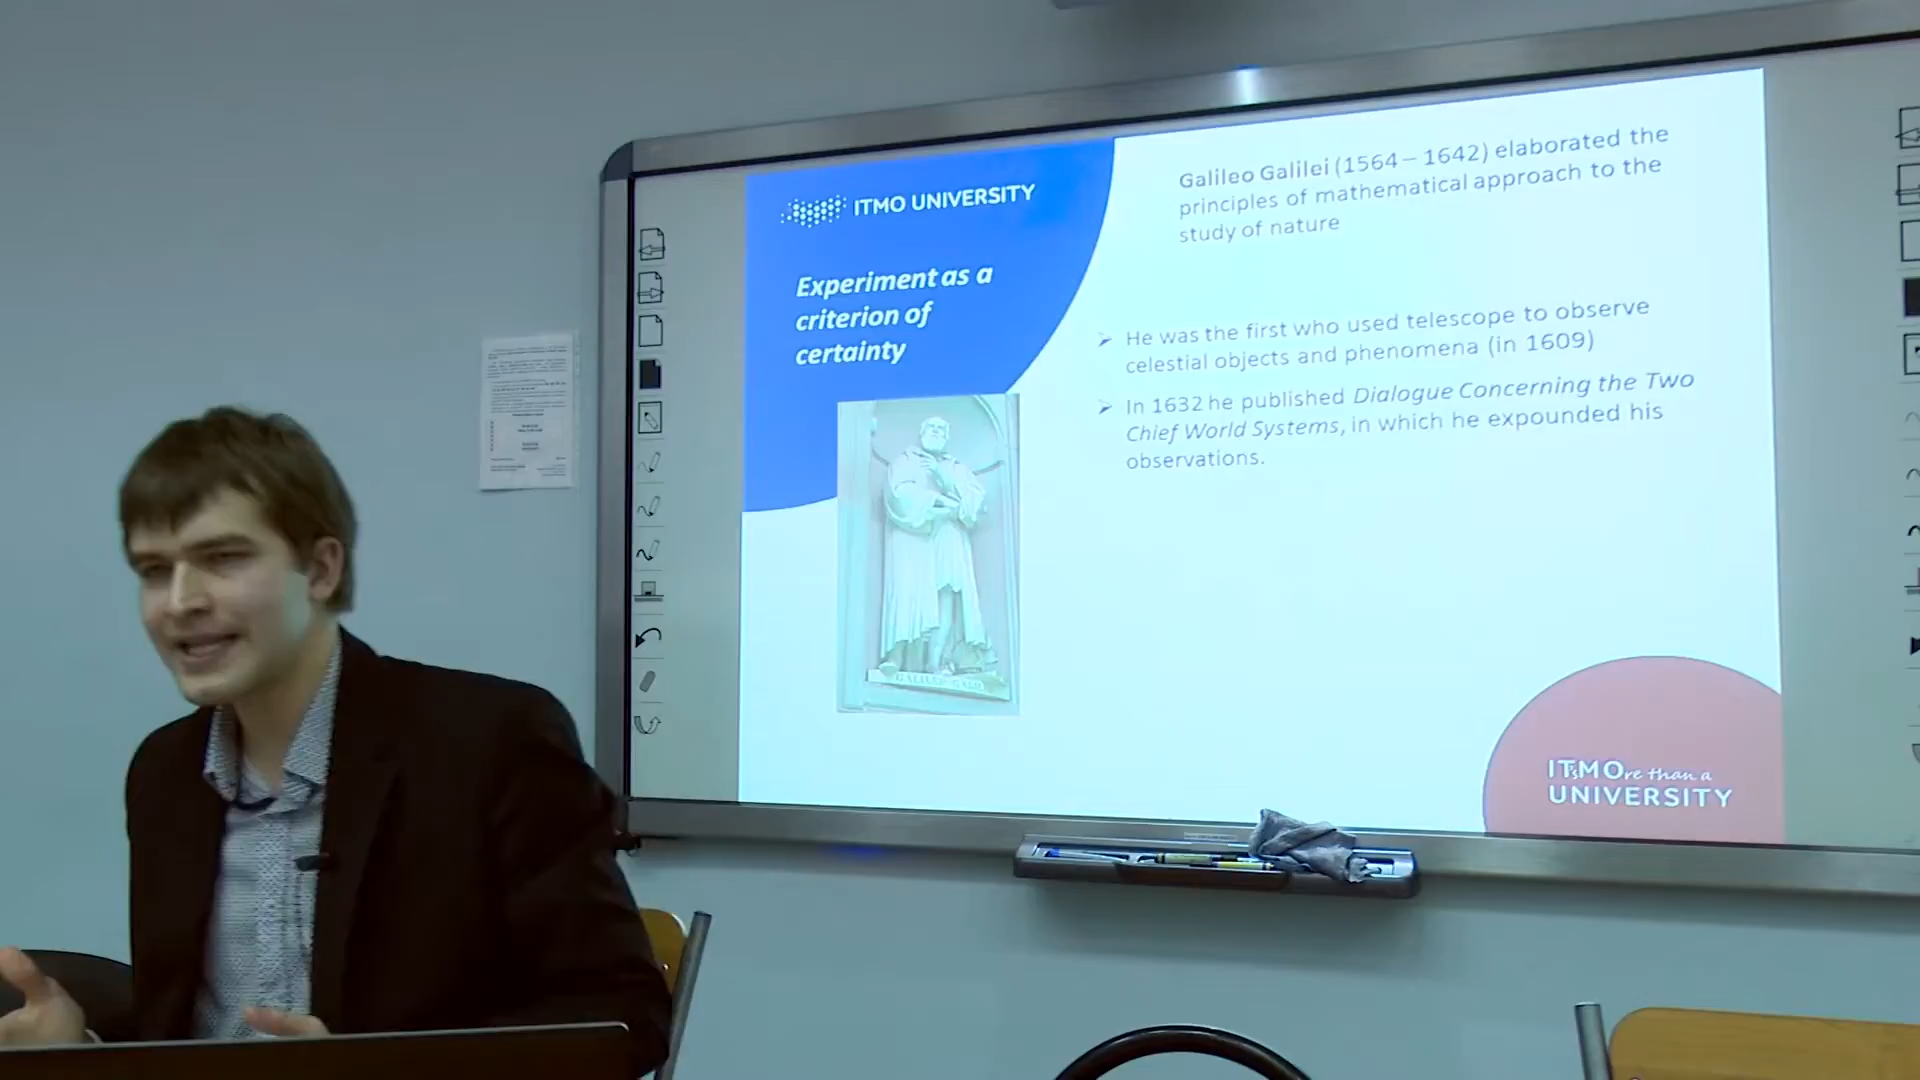 ITMO UNIVERSITY
Experiment as a
criterion of
certainty
Galileo Galilei (1564 – 1642) elaborated the
principles of mathematical approach to the
study of nature
He was the first who used telescope to observe
celestial objects and phenomena (in 1609)
In 1632 he published Dialogue Concerning the Two
Chief World Systems, in which he expounded his
observations.
IT'sMOre than a
UNIVERSITY